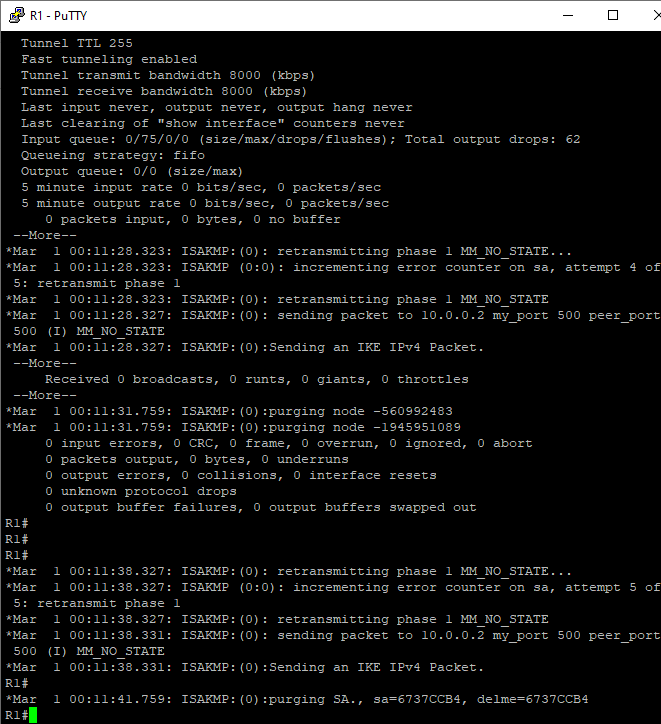 R1 - PuTTY
Tunnel TTL 255
Fast tunneling enabled
Tunnel transmit bandwidth 8000 (kbps)
Tunnel receive bandwidth 8000 (kbps)
Last input never, output never, output hang never
Last clearing of "show interface" counters never
Input queue: 0/75/0/0 (size/max/drops/flushes); Total output drops: 62
Queueing strategy: fifo
Output queue: 0/0 (size/max)
5 minute input rate 0 bits/sec, 0 packets/sec
5 minute output rate 0 bits/sec, 0 packets/sec
0 packets input, 0 bytes, 0 no buffer
--More--
*Mar  1 00:11:28.323: ISAKMP:(0): retransmitting phase 1 MM_NO_STATE...
*Mar  1 00:11:28.323: ISAKMP (0:0): incrementing error counter on sa, attempt 4 of
5: retransmit phase 1
*Mar  1 00:11:28.323: ISAKMP:(0): retransmitting phase 1 MM_NO_STATE
*Mar  1 00:11:28.327: ISAKMP:(0): sending packet to 10.0.0.2 my_port 500 peer_port
500 (I) MM_NO_STATE
*Mar  1 00:11:28.327: ISAKMP:(0):Sending an IKE IPv4 Packet.
--More--
Received 0 broadcasts, 0 runts, 0 giants, 0 throttles
--More--
*Mar  1 00:11:31.759: ISAKMP:(0):purging node -560992483
*Mar  1 00:11:31.759: ISAKMP:(0):purging node -1945951089
0 input errors, 0 CRC, 0 frame, 0 overrun, 0 ignored, 0 abort
0 packets output, 0 bytes, 0 underruns
0 output errors, 0 collisions, 0 interface resets
0 unknown protocol drops
0 output buffer failures, 0 output buffers swapped out
R1#
R1#
R1#
*Mar  1 00:11:38.327: ISAKMP:(0): retransmitting phase 1 MM_NO_STATE...
*Mar  1 00:11:38.327: ISAKMP (0:0): incrementing error counter on sa, attempt 5 of
5: retransmit phase 1
*Mar  1 00:11:38.327: ISAKMP:(0): retransmitting phase 1 MM_NO_STATE
*Mar  1 00:11:38.331: ISAKMP:(0): sending packet to 10.0.0.2 my_port 500 peer_port
500 (I) MM_NO_STATE
*Mar  1 00:11:38.331: ISAKMP:(0):Sending an IKE IPv4 Packet.
R1#
*Mar  1 00:11:41.759: ISAKMP:(0):purging SA., sa=6737CCB4, delme=6737CCB4
R1#